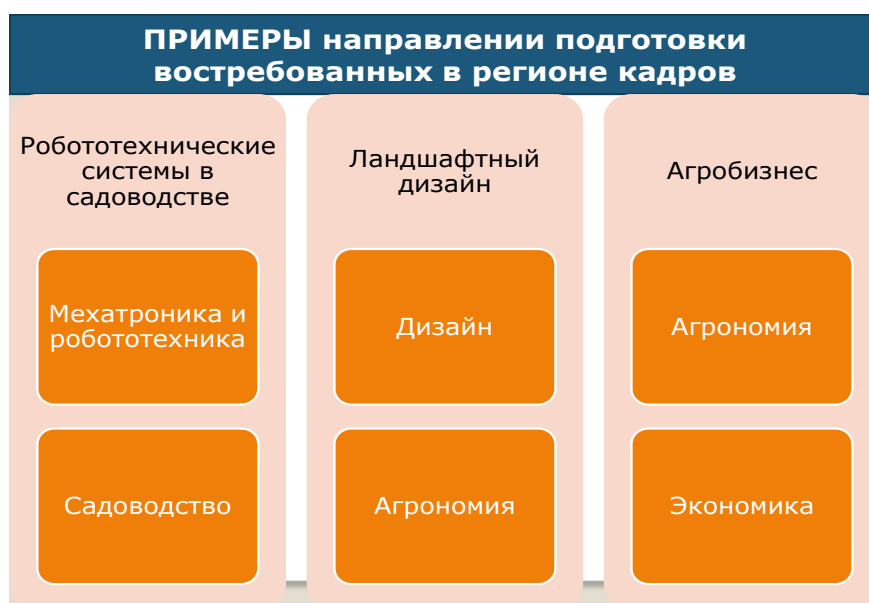 ПРИМЕРЫ направлении подготовки
востребованных в регионе кадров
Робототехнические
системы в
садоводстве
Мехатроника и
робототехника
Садоводство
Ландшафтный
дизайн
Дизайн
Агрономия
Агробизнес
Агрономия
Экономика